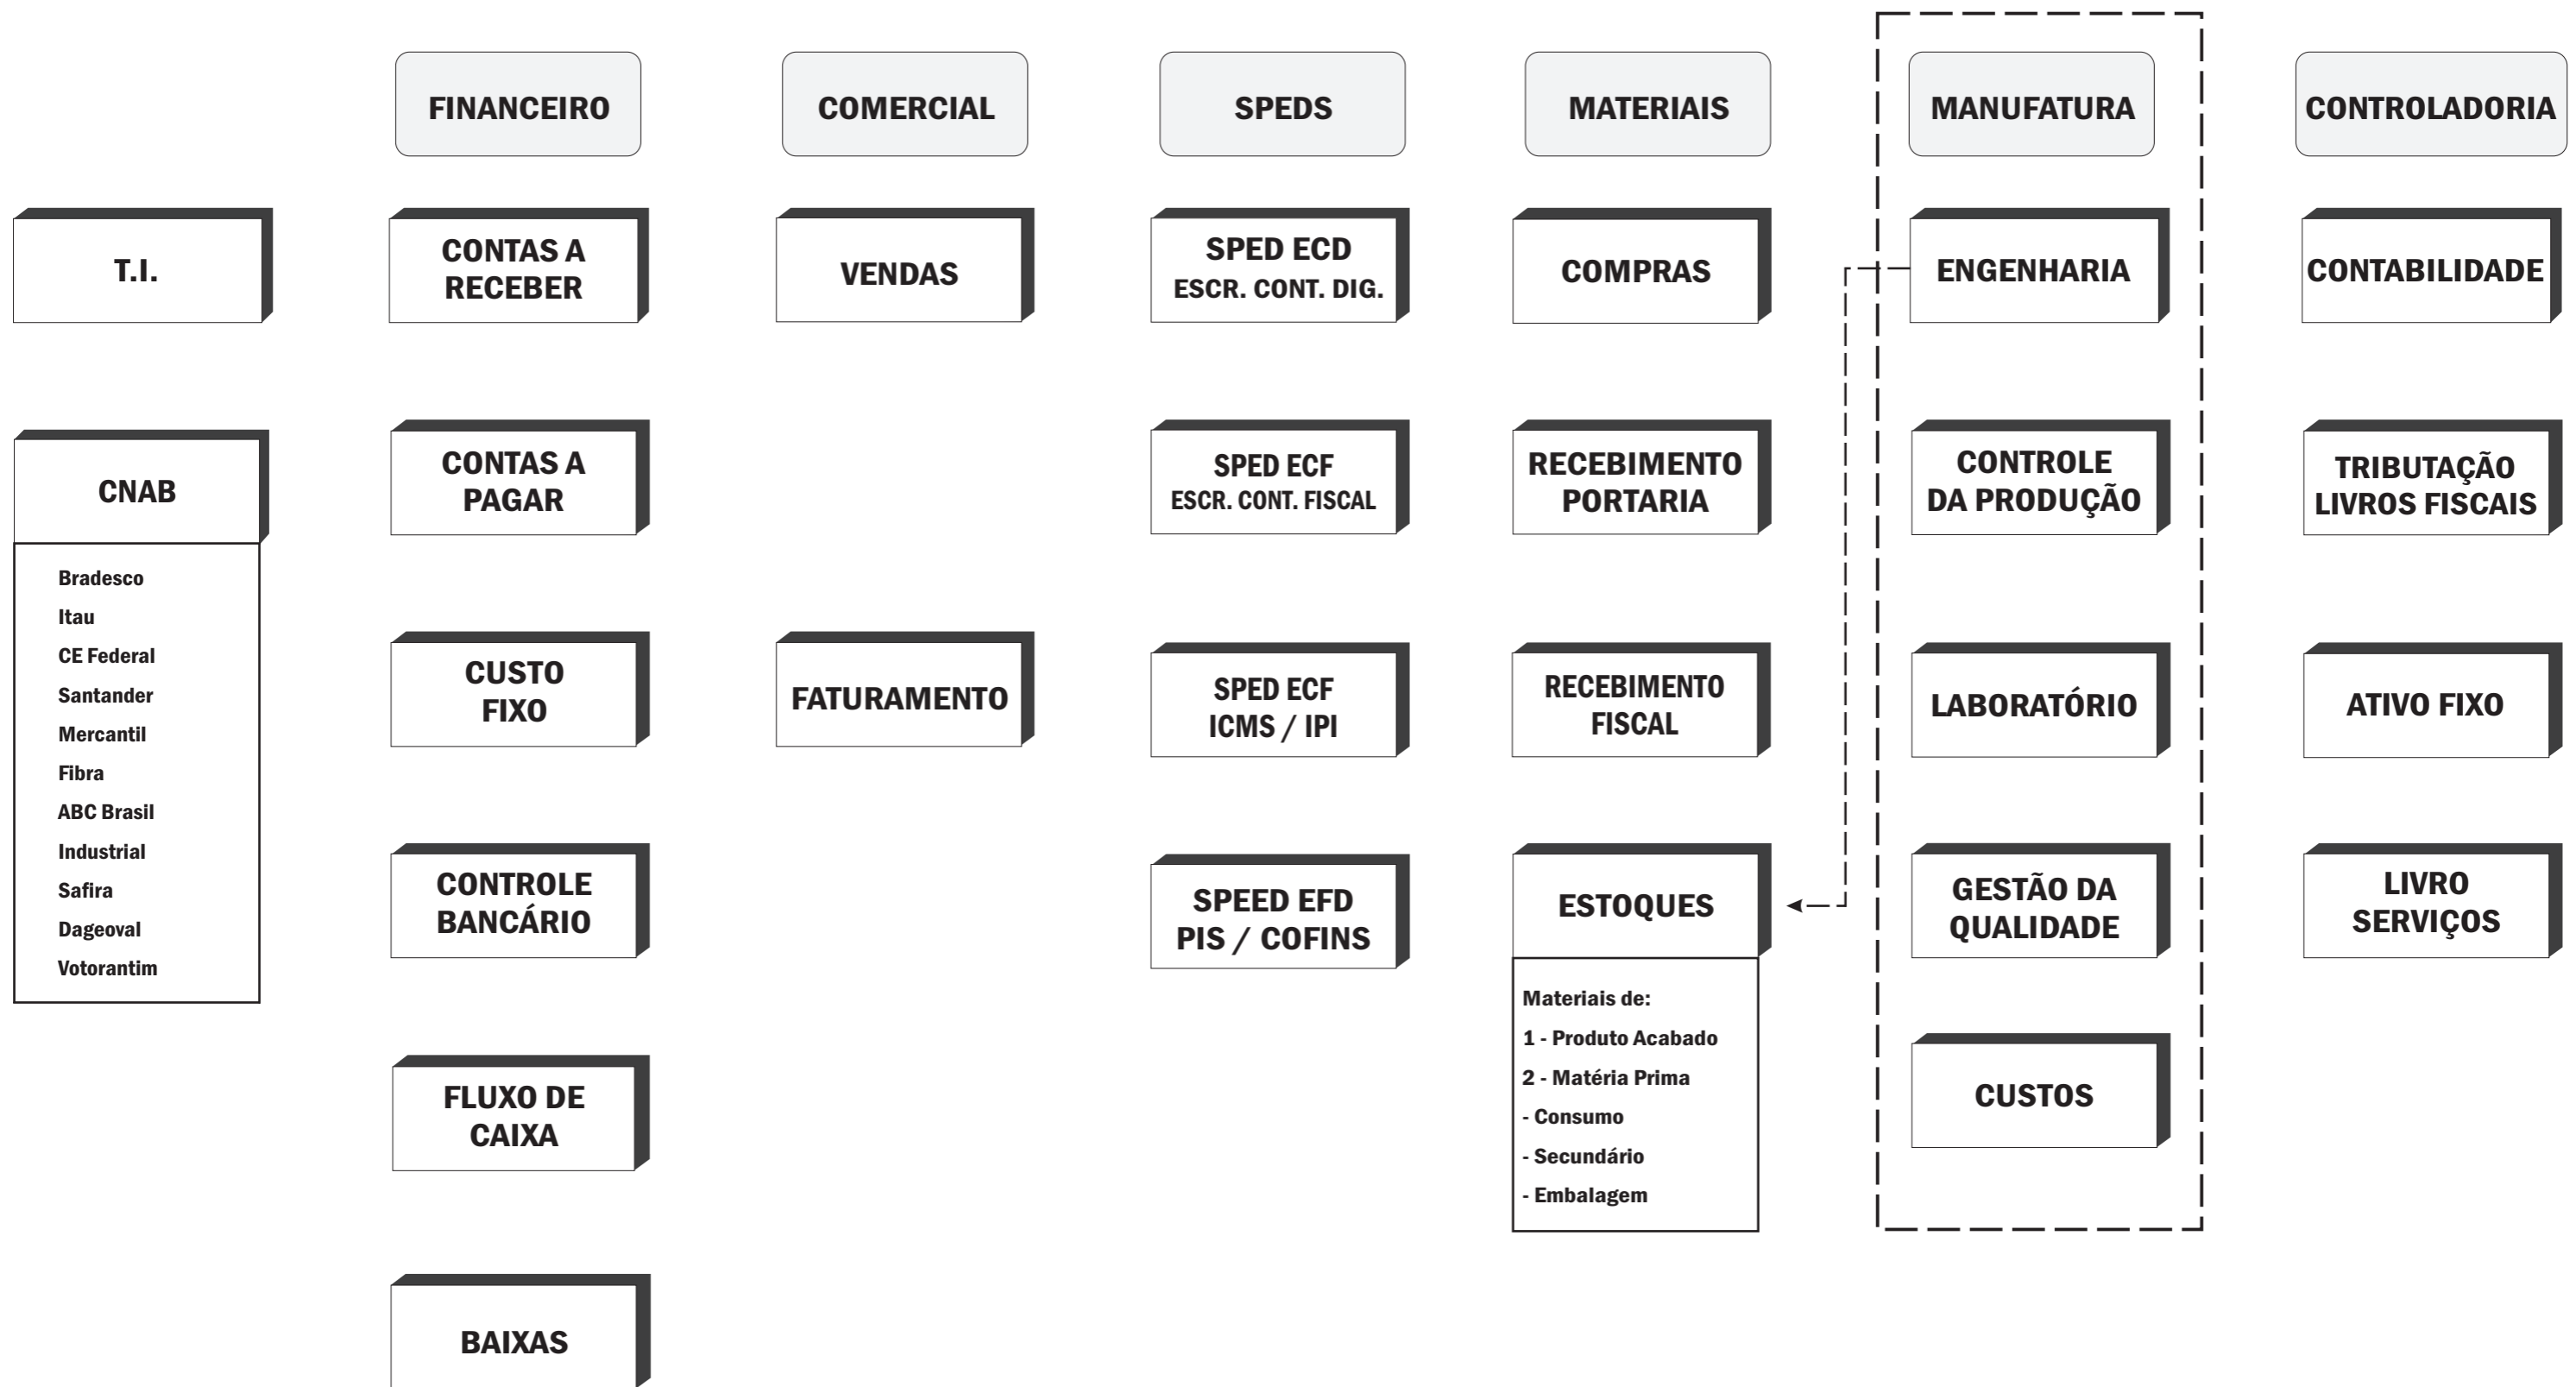 FINANCEIRO
COMERCIAL
SPEDS
MATERIAIS
MANUFATURA
CONTROLADORIA
T.I.
CONTAS A
RECEBER
VENDAS
SPED ECD
ESCR. CONT. DIG.
COMPRAS
ENGENHARIA
CONTABILIDADE
CNAB
Bradesco
Itau
CE Federal
Santander
Mercantil
Fibra
ABC Brasil
Industrial
Safira
Dageoval
Votorantim
CONTAS A
PAGAR
SPED ECF
ESCR. CONT. FISCAL
RECEBIMENTO
PORTARIA
CONTROLE
DA PRODUÇÃO
TRIBUTAÇÃO
LIVROS FISCAIS
CUSTO
FIXO
FATURAMENTO
SPED ECF
ICMS / IPI
RECEBIMENTO
FISCAL
LABORATÓRIO
ATIVO FIXO
CONTROLE
BANCÁRIO
SPEED EFD
PIS / COFINS
ESTOQUES
Materiais de:
1 - Produto Acabado
2 - Matéria Prima
- Consumo
- Secundário
- Embalagem
GESTÃO DA
QUALIDADE
LIVRO
SERVIÇOS
FLUXO DE
CAIXA
CUSTOS
BAIXAS